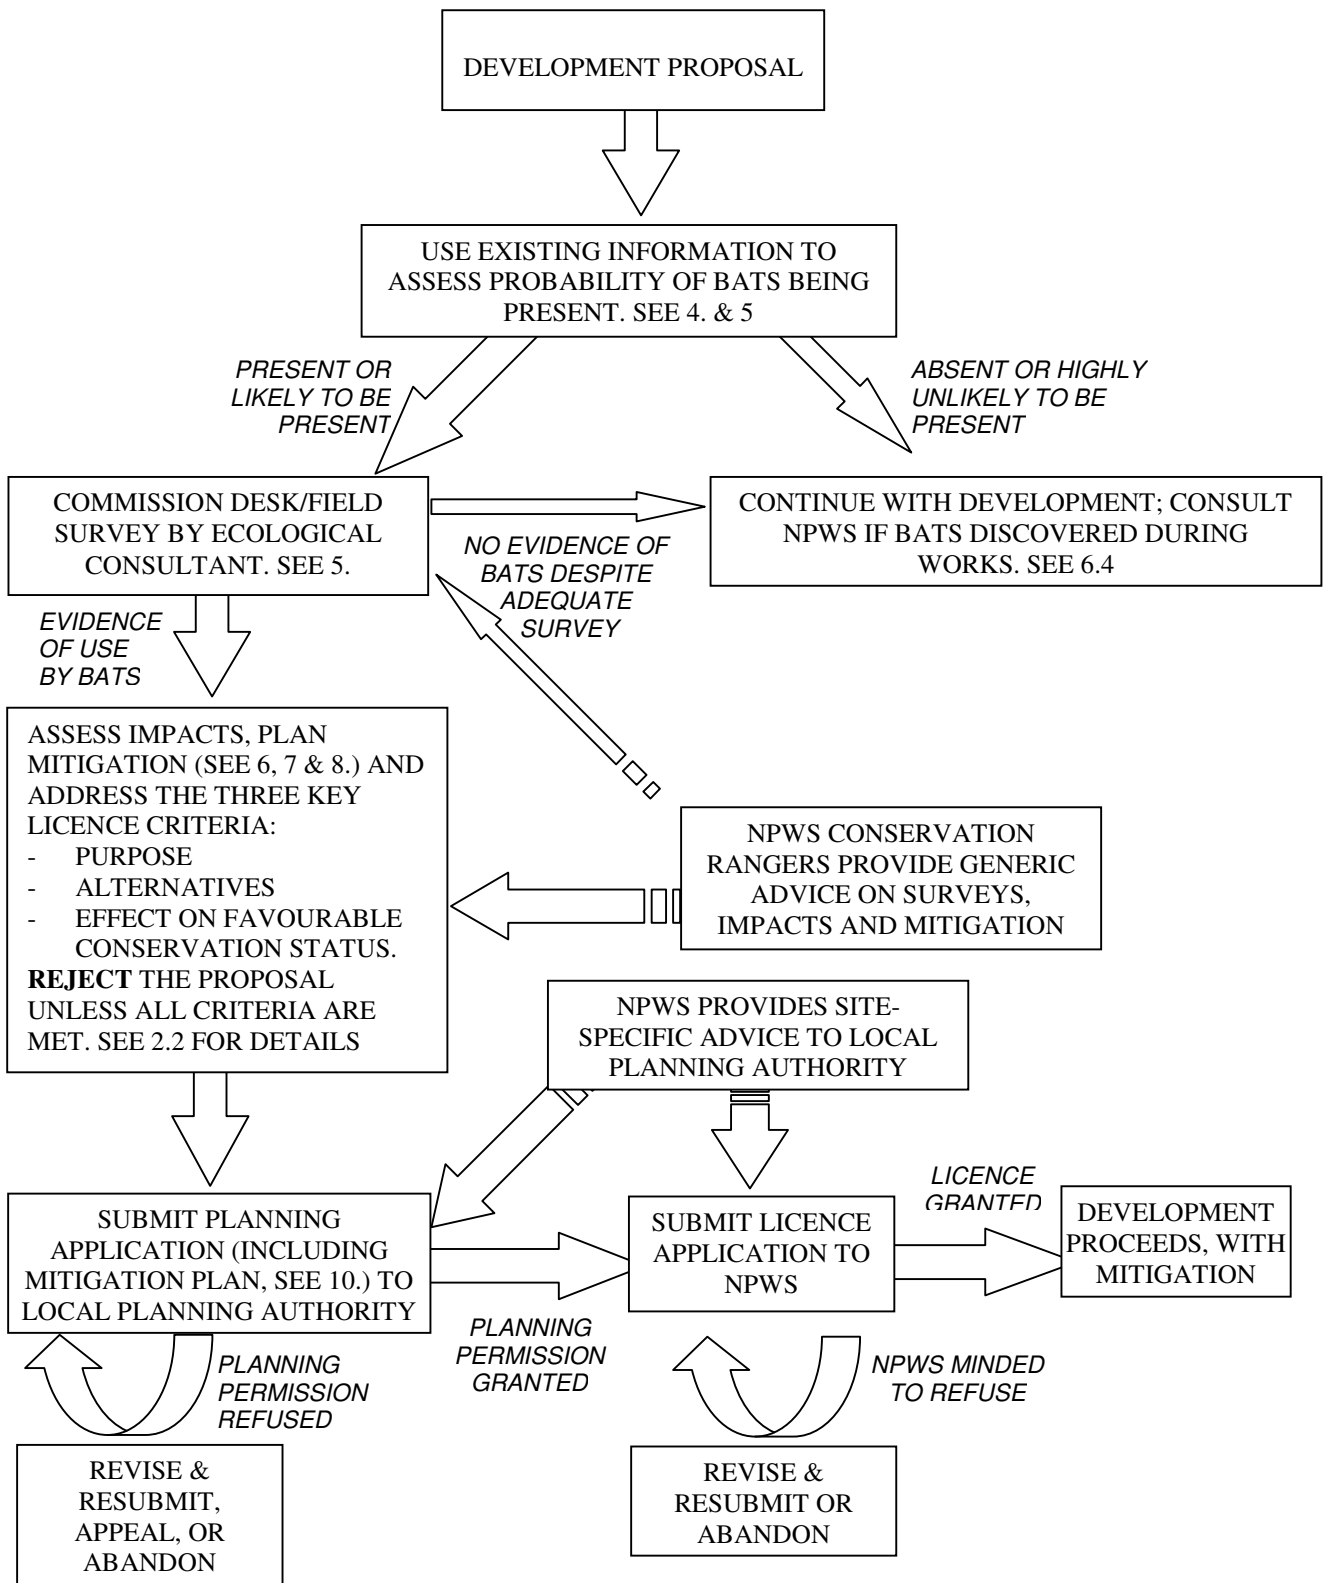 DEVELOPMENT PROPOSAL
USE EXISTING INFORMATION TO
ASSESS PROBABILITY OF BATS BEING
PRESENT. SEE 4. & 5
PRESENT OR
LIKELY TO BE
PRESENT
ABSENT OR HIGHLY
UNLIKELY TO BE
PRESENT
COMMISSION DESK/FIELD
SURVEY BY ECOLOGICAL
CONSULTANT. SEE 5.
CONTINUE WITH DEVELOPMENT; CONSULT
NPWS IF BATS DISCOVERED DURING
WORKS. SEE 6.4
NO EVIDENCE OF
BATS DESPITE
ADEQUATE
SURVEY
EVIDENCE
OF USE
BY BATS
ASSESS IMPACTS, PLAN
MITIGATION (SEE 6, 7 & 8.) AND
ADDRESS THE THREE KEY
LICENCE CRITERIA:
- PURPOSE
- ALTERNATIVES
- EFFECT ON FAVOURABLE
CONSERVATION STATUS.
REJECT THE PROPOSAL
UNLESS ALL CRITERIA ARE
MET. SEE 2.2 FOR DETAILS
NPWS CONSERVATION
RANGERS PROVIDE GENERIC
ADVICE ON SURVEYS,
IMPACTS AND MITIGATION
NPWS PROVIDES SITE-
SPECIFIC ADVICE TO LOCAL
PLANNING AUTHORITY
SUBMIT PLANNING
APPLICATION (INCLUDING
MITIGATION PLAN, SEE 10.) TO
LOCAL PLANNING AUTHORITY
PLANNING
PERMISSION
GRANTED
SUBMIT LICENCE
APPLICATION TO
NPWS
LICENCE
GRANTED
DEVELOPMENT
PROCEEDS, WITH
MITIGATION
PLANNING
PERMISSION
REFUSED
NPWS MINDED
TO REFUSE
REVISE &
RESUBMIT,
APPEAL, OR
ABANDON
REVISE &
RESUBMIT OR
ABANDON